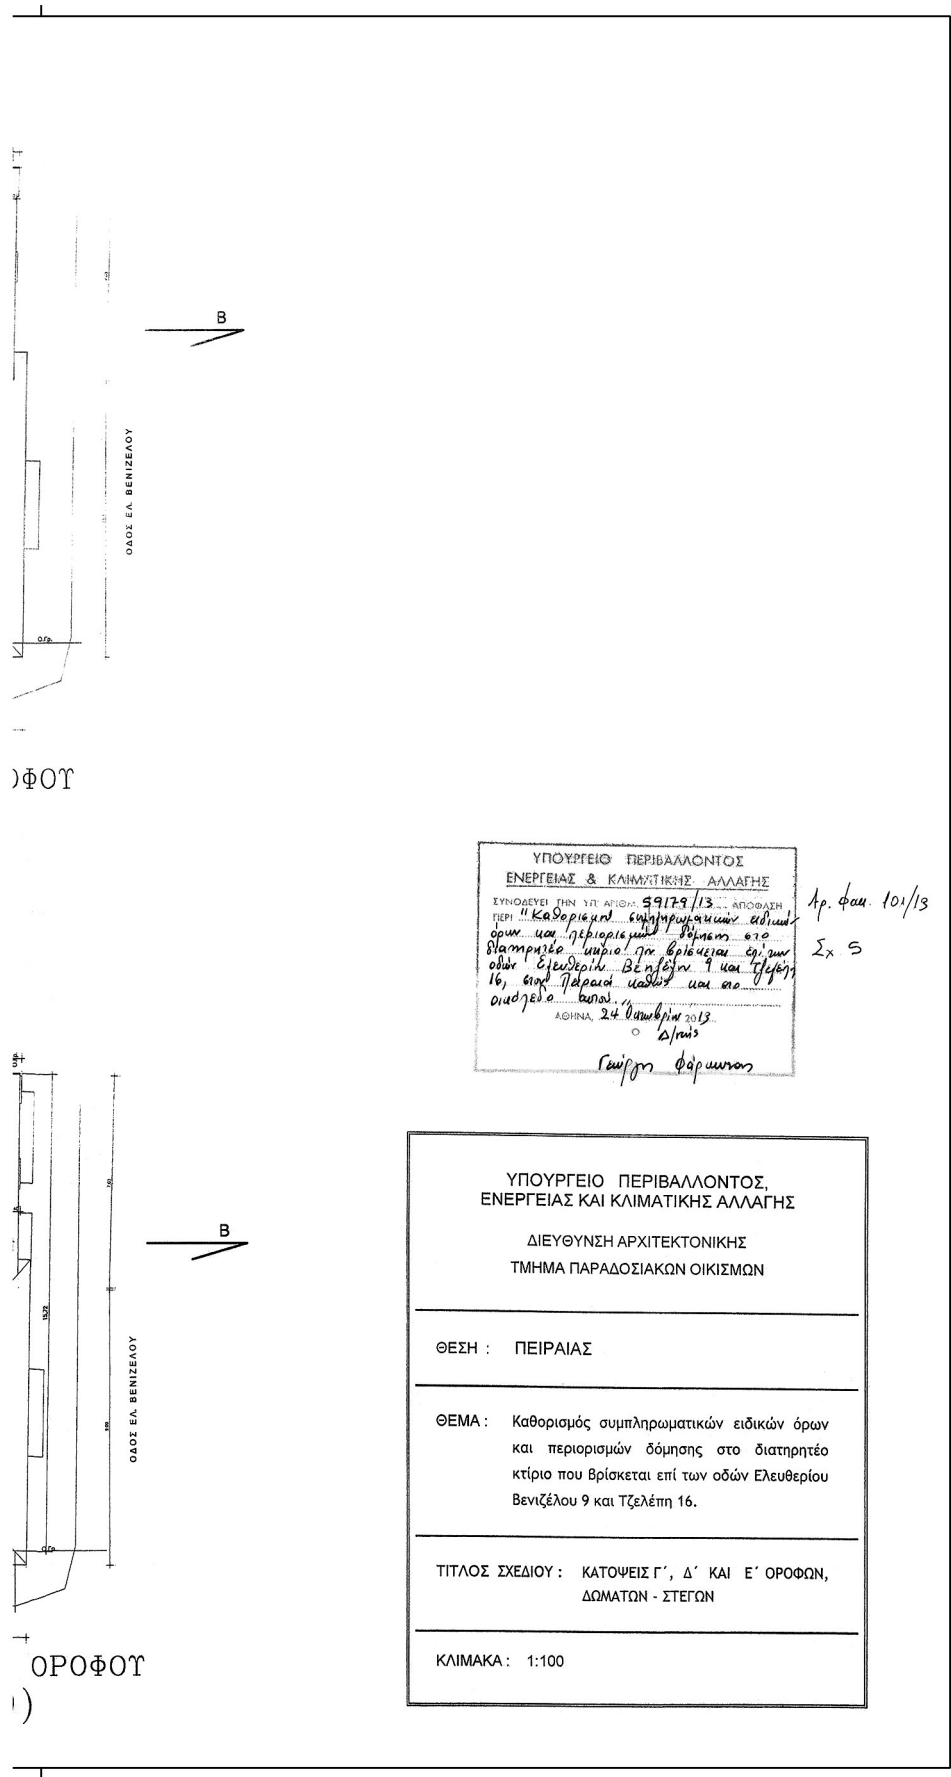 Β
ΟΔΟΣ ΕΛ. ΒΕΝΙΖΕΛΟΥ
Ο.Γρ.
ΟΦΟΥ
ΥΠΟΥΡΓΕΙΟ ΠΕΡΙΒΑΛΛΟΝΤΟΣ
ΕΝΕΡΓΕΙΑΣ & ΚΛΙΜΑΤΙΚΗΣ ΑΛΛΑΓΗΣ
ΣΥΝΟΔΕΥΕΙ ΤΗΝ ΥΠ' ΑΡΙΘΜ. 59179/13 ΑΠΟΦΑΣΗ
ΠΕΡΙ "Καθορισμού συμπληρωματικών ειδικών
όρων και περιορισμών δόμησης στο
διατηρητέο κτίριο που βρίσκεται επί των
οδών Ελευθερίου Βενιζέλου 9 και Τζελέπη
16, στον Πειραιά καθώς και στο
οικόπεδο αυτού"
ΑΘΗΝΑ, 24 Οκτωβρίου 2013
Ο Δ/ντής
Γεώργιος
Αρ. φακ. 101/13
Σχ 5
15.72
Β
ΟΔΟΣ ΕΛ. ΒΕΝΙΖΕΛΟΥ
ΟΡΟΦΟΥ
)
ΥΠΟΥΡΓΕΙΟ ΠΕΡΙΒΑΛΛΟΝΤΟΣ,
ΕΝΕΡΓΕΙΑΣ ΚΑΙ ΚΛΙΜΑΤΙΚΗΣ ΑΛΛΑΓΗΣ
ΔΙΕΥΘΥΝΣΗ ΑΡΧΙΤΕΚΤΟΝΙΚΗΣ
ΤΜΗΜΑ ΠΑΡΑΔΟΣΙΑΚΩΝ ΟΙΚΙΣΜΩΝ
ΘΕΣΗ : ΠΕΙΡΑΙΑΣ
ΘΕΜΑ : Καθορισμός συμπληρωματικών ειδικών όρων
και περιορισμών δόμησης στο διατηρητέο
κτίριο που βρίσκεται επί των οδών Ελευθερίου
Βενιζέλου 9 και Τζελέπη 16.
ΤΙΤΛΟΣ ΣΧΕΔΙΟΥ : ΚΑΤΟΨΕΙΣ Γ΄, Δ΄ ΚΑΙ Ε΄ ΟΡΟΦΩΝ,
ΔΩΜΑΤΩΝ - ΣΤΕΓΩΝ
ΚΛΙΜΑΚΑ : 1:100